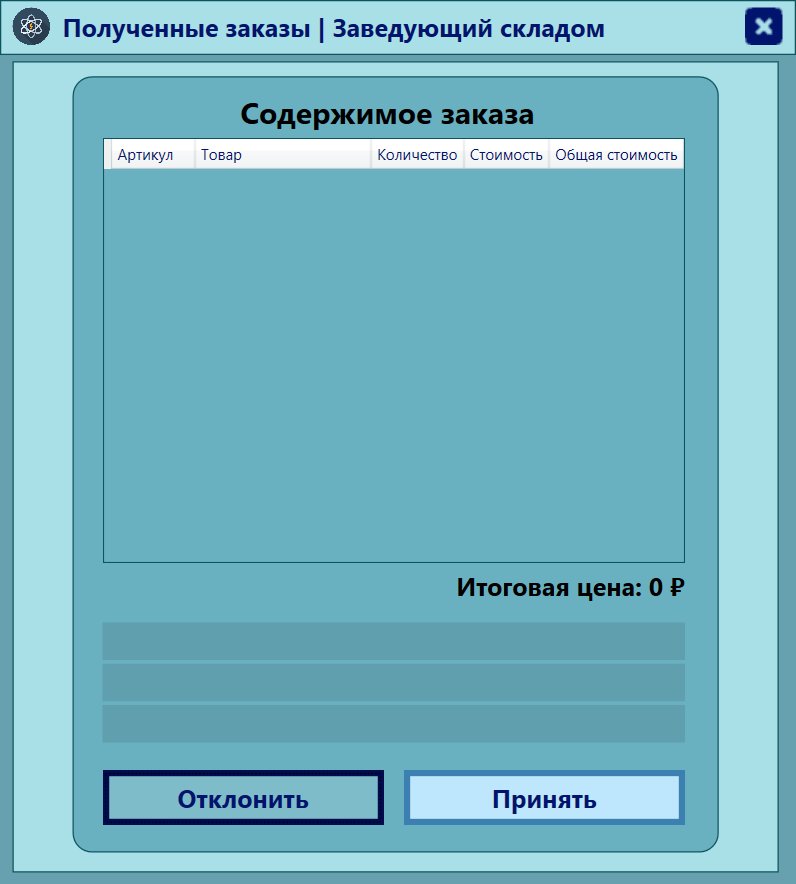 Полученные заказы | Заведующий складом
Содержимое заказа
Артикул Товар Количество Стоимость Общая стоимость
Итоговая цена: 0 ₽
Отклонить Принять